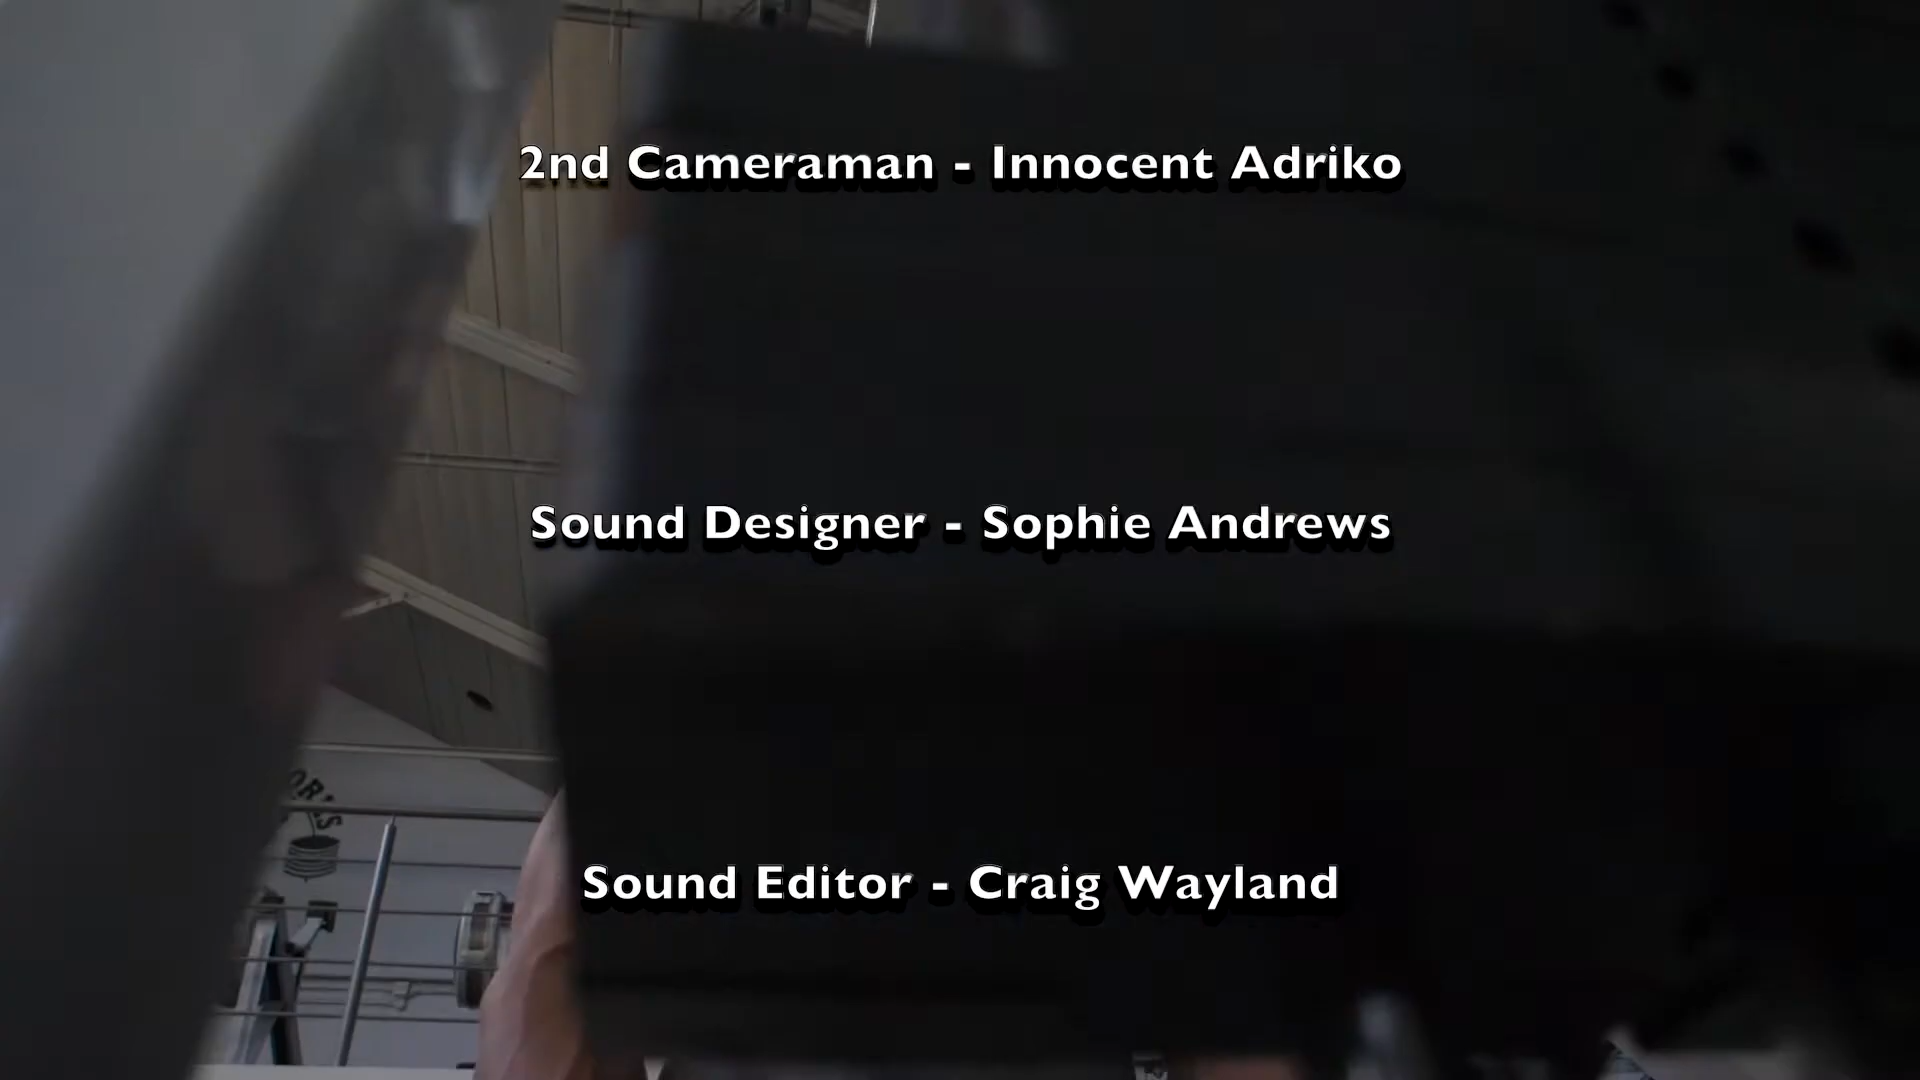 2nd Cameraman - Innocent Adriko
Sound Designer - Sophie Andrews
Sound Editor - Craig Wayland